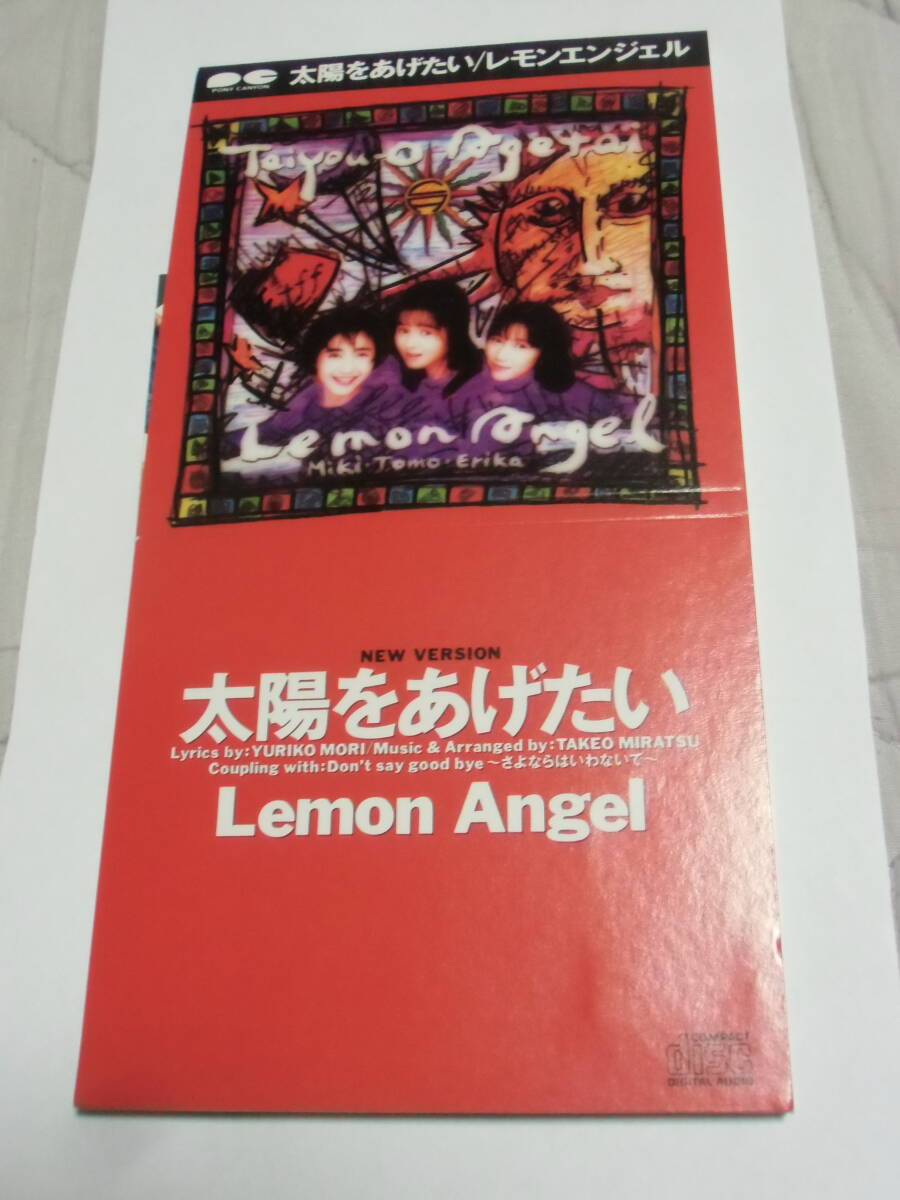 PONY CANYON
太陽をあげたい/レモンエンジェル
Taiyou-O Agetai
Lemon Angel
Miki・Tomo・Erika
NEW VERSION
太陽をあげたい
Lyrics by:YURIKO MORI/Music & Arranged by:TAKEO MIRATSU
Coupling with:Don't say good bye〜さよならはいわないで〜
Lemon Angel
COMPACT
disc
DIGITAL AUDIO